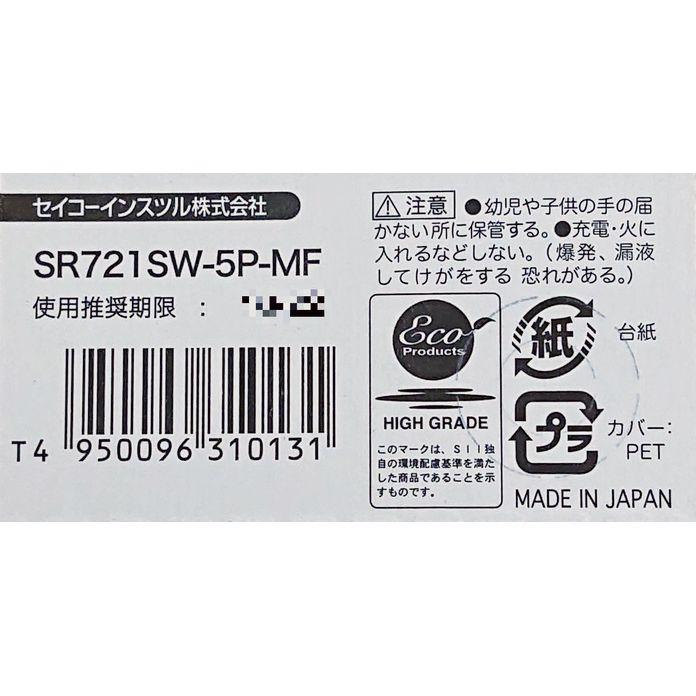 セイコーインスツル株式会社
SR721SW-5P-MF
使用推奨期限 :
T4 950096 310131
⚠注意 ●幼児や子供の手の届
かない所に保管する。●充電・火に
入れるなどしない。(爆発、漏液
してけがをする 恐れがある。)
Eco
Products
HIGH GRADE
このマークは、SII独
自の環境配慮基準を満た
した商品であることを示
すものです。
紙
台紙
プラ
カバー:
PET
MADE IN JAPAN